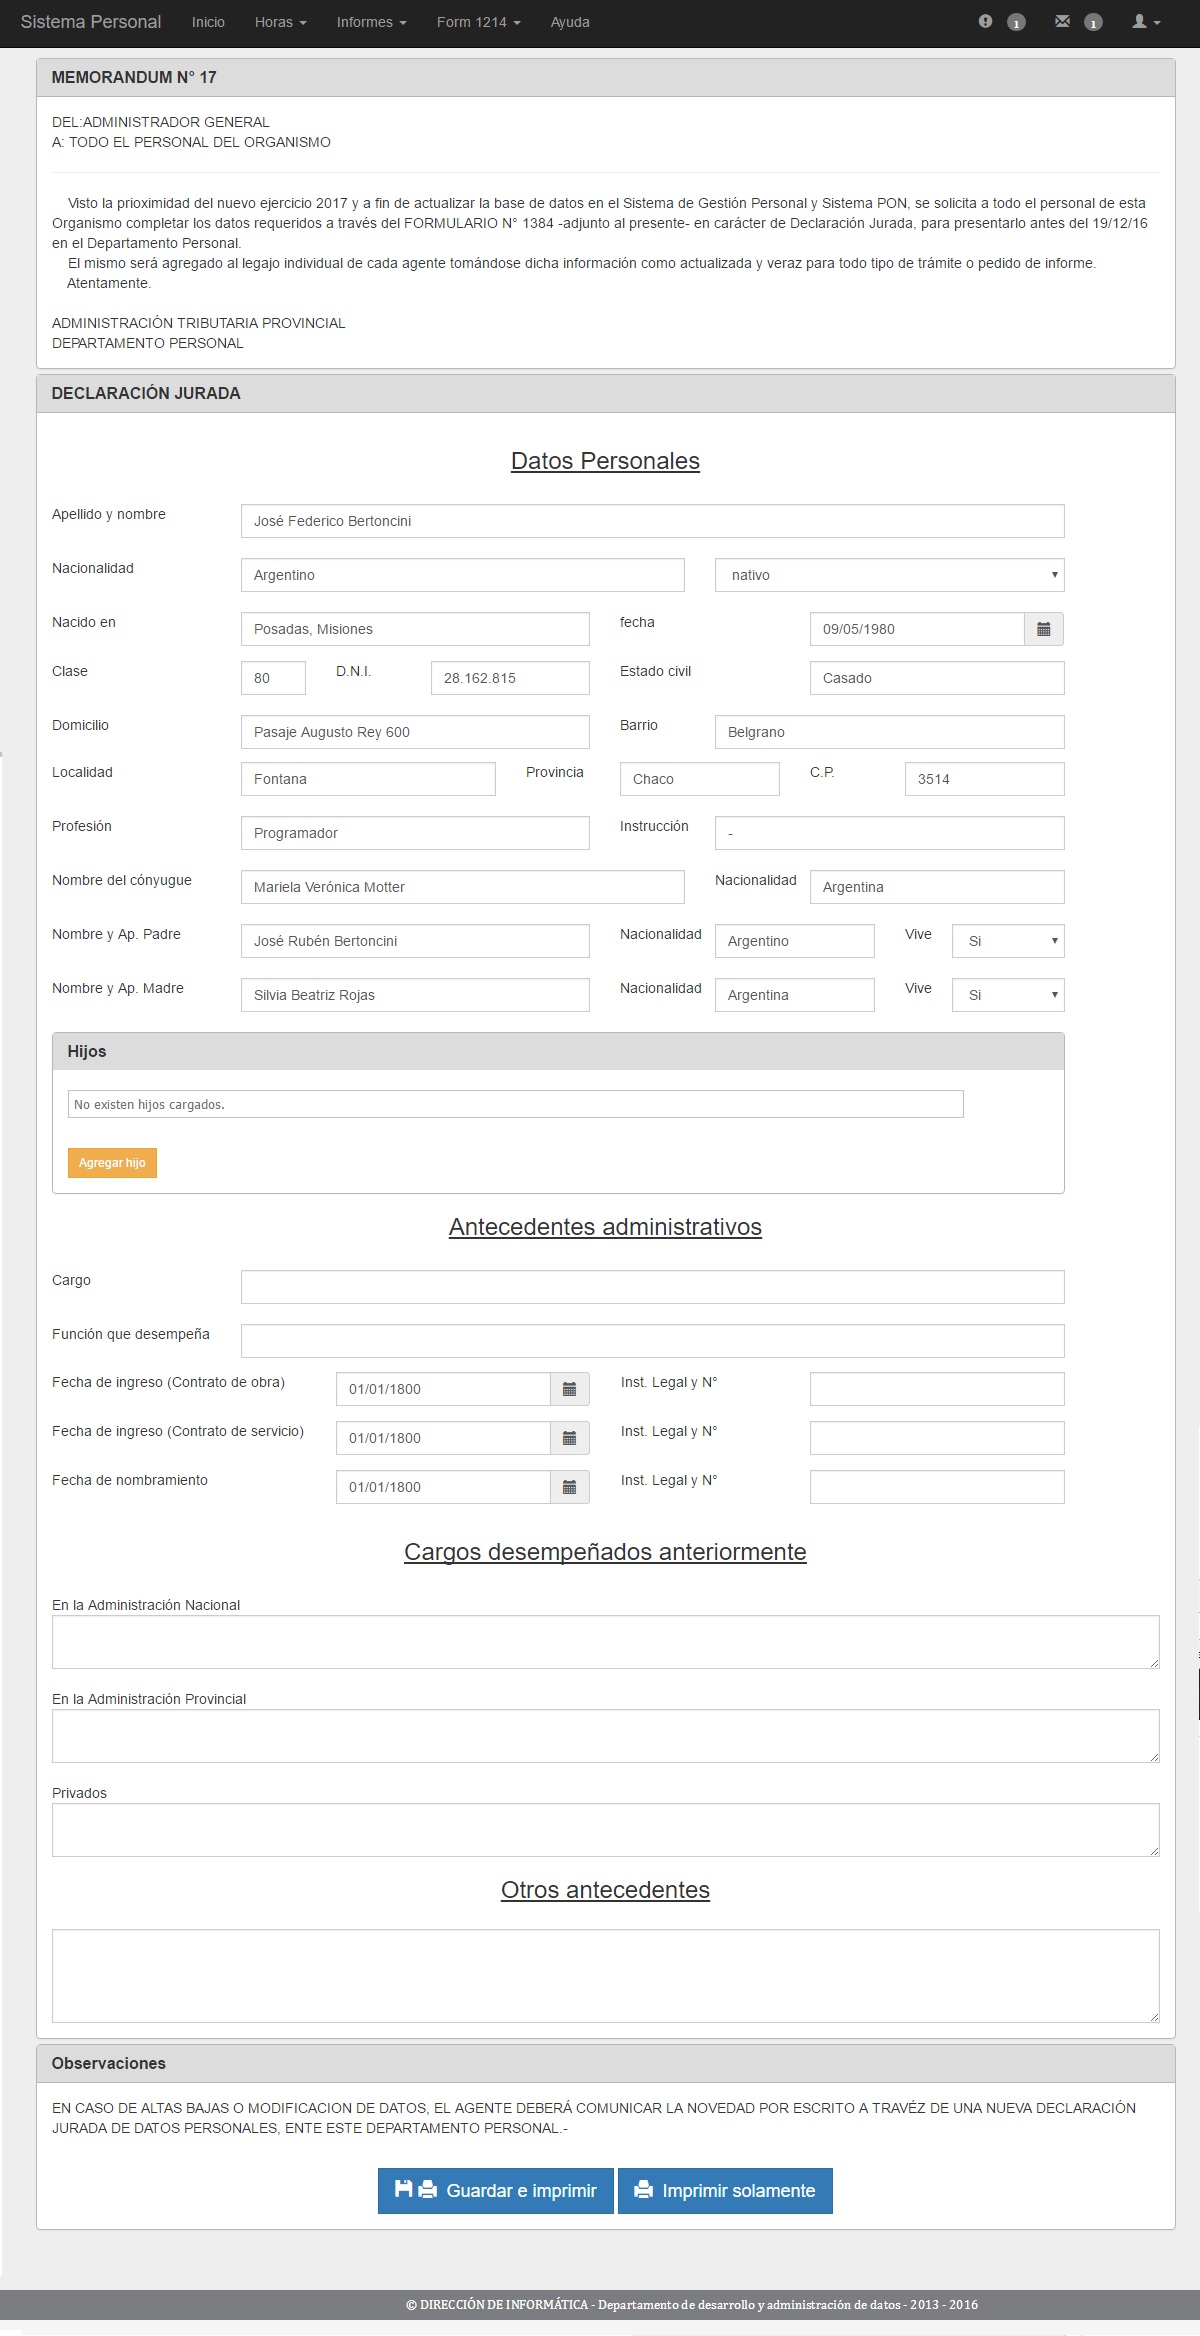 Sistema Personal Inicio Horas Informes Form 1214 Ayuda 1 1
MEMORANDUM N° 17
DEL:ADMINISTRADOR GENERAL
A: TODO EL PERSONAL DEL ORGANISMO
Visto la prioximidad del nuevo ejercicio 2017 y a fin de actualizar la base de datos en el Sistema de Gestión Personal y Sistema PON, se solicita a todo el personal de esta
Organismo completar los datos requeridos a través del FORMULARIO N° 1384 -adjunto al presente- en carácter de Declaración Jurada, para presentarlo antes del 19/12/16
en el Departamento Personal.
El mismo será agregado al legajo individual de cada agente tomándose dicha información como actualizada y veraz para todo tipo de trámite o pedido de informe.
Atentamente.
ADMINISTRACIÓN TRIBUTARIA PROVINCIAL
DEPARTAMENTO PERSONAL
DECLARACIÓN JURADA
Datos Personales
Apellido y nombre José Federico Bertoncini
Nacionalidad Argentino nativo
Nacido en Posadas, Misiones fecha 09/05/1980
Clase 80 D.N.I. 28.162.815 Estado civil Casado
Domicilio Pasaje Augusto Rey 600 Barrio Belgrano
Localidad Fontana Provincia Chaco C.P. 3514
Profesión Programador Instrucción -
Nombre del cónyugue Mariela Verónica Motter Nacionalidad Argentina
Nombre y Ap. Padre José Rubén Bertoncini Nacionalidad Argentino Vive Si
Nombre y Ap. Madre Silvia Beatriz Rojas Nacionalidad Argentina Vive Si
Hijos
No existen hijos cargados.
Agregar hijo
Antecedentes administrativos
Cargo
Función que desempeña
Fecha de ingreso (Contrato de obra) 01/01/1800 Inst. Legal y N°
Fecha de ingreso (Contrato de servicio) 01/01/1800 Inst. Legal y N°
Fecha de nombramiento 01/01/1800 Inst. Legal y N°
Cargos desempeñados anteriormente
En la Administración Nacional
En la Administración Provincial
Privados
Otros antecedentes
Observaciones
EN CASO DE ALTAS BAJAS O MODIFICACION DE DATOS, EL AGENTE DEBERÁ COMUNICAR LA NOVEDAD POR ESCRITO A TRAVÉZ DE UNA NUEVA DECLARACIÓN
JURADA DE DATOS PERSONALES, ENTE ESTE DEPARTAMENTO PERSONAL.-
Guardar e imprimir Imprimir solamente
© DIRECCIÓN DE INFORMÁTICA - Departamento de desarrollo y administración de datos - 2013 - 2016